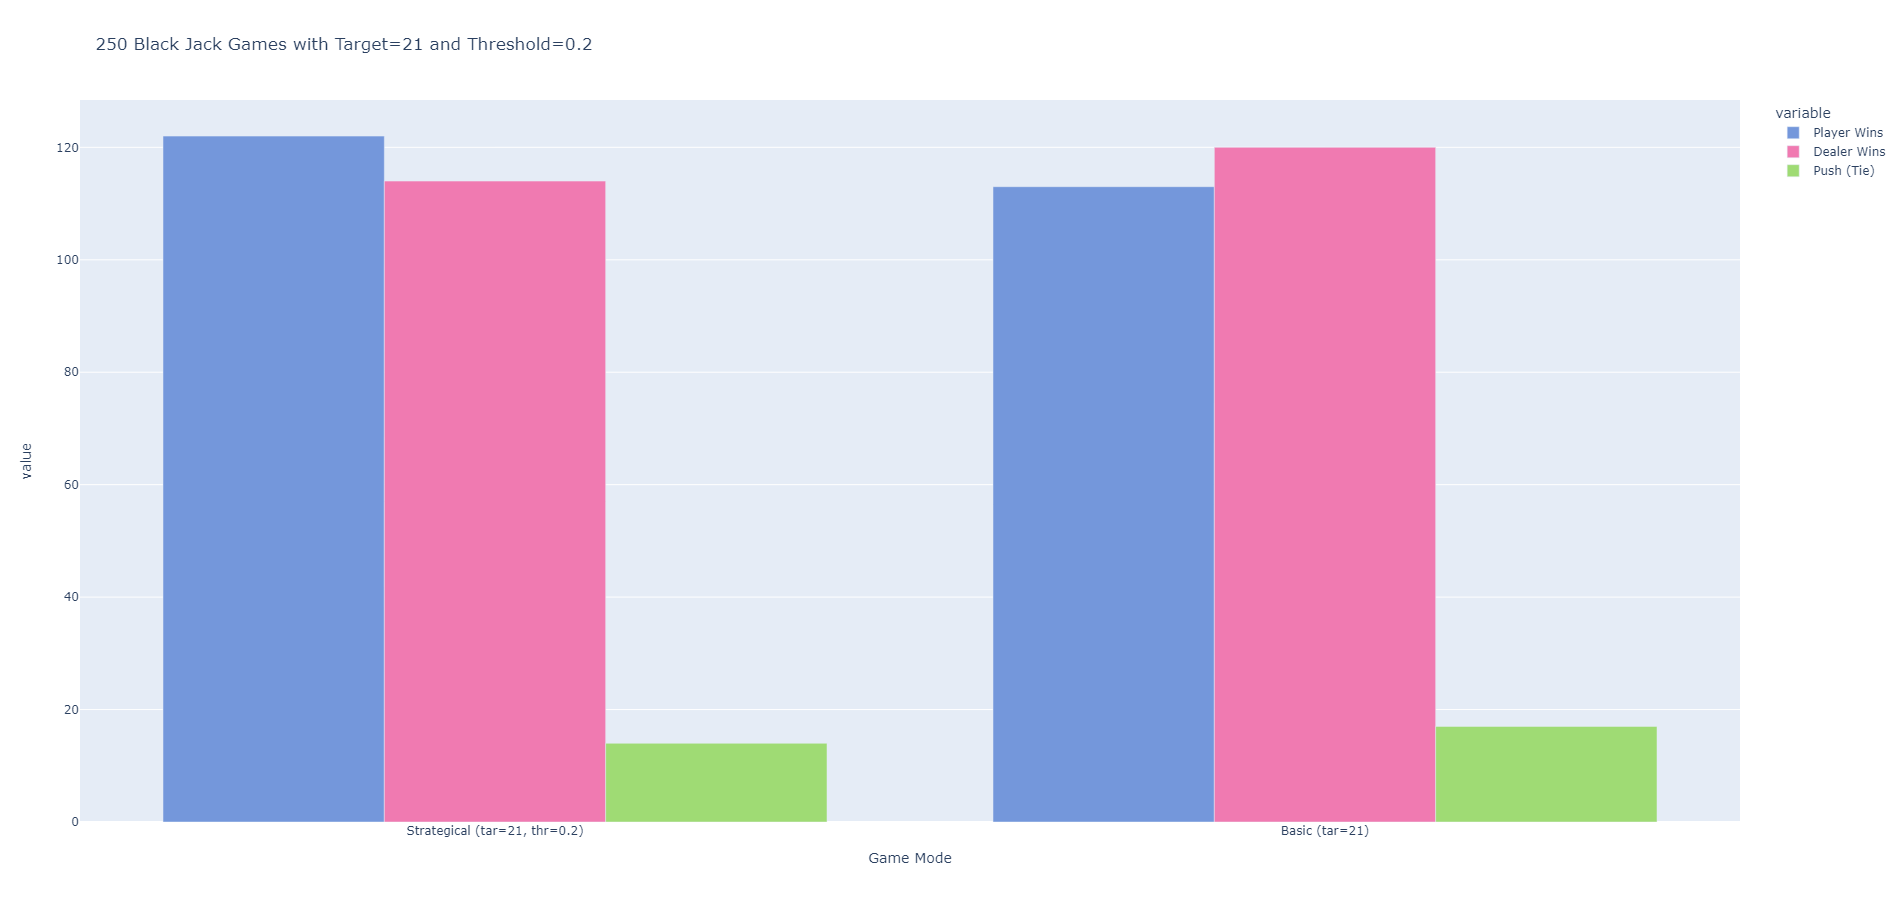 250 Black Jack Games with Target=21 and Threshold=0.2
variable
Player Wins
Dealer Wins
Push (Tie)
value
120
100
80
60
40
20
0
Strategical (tar=21, thr=0.2)
Basic (tar=21)
Game Mode